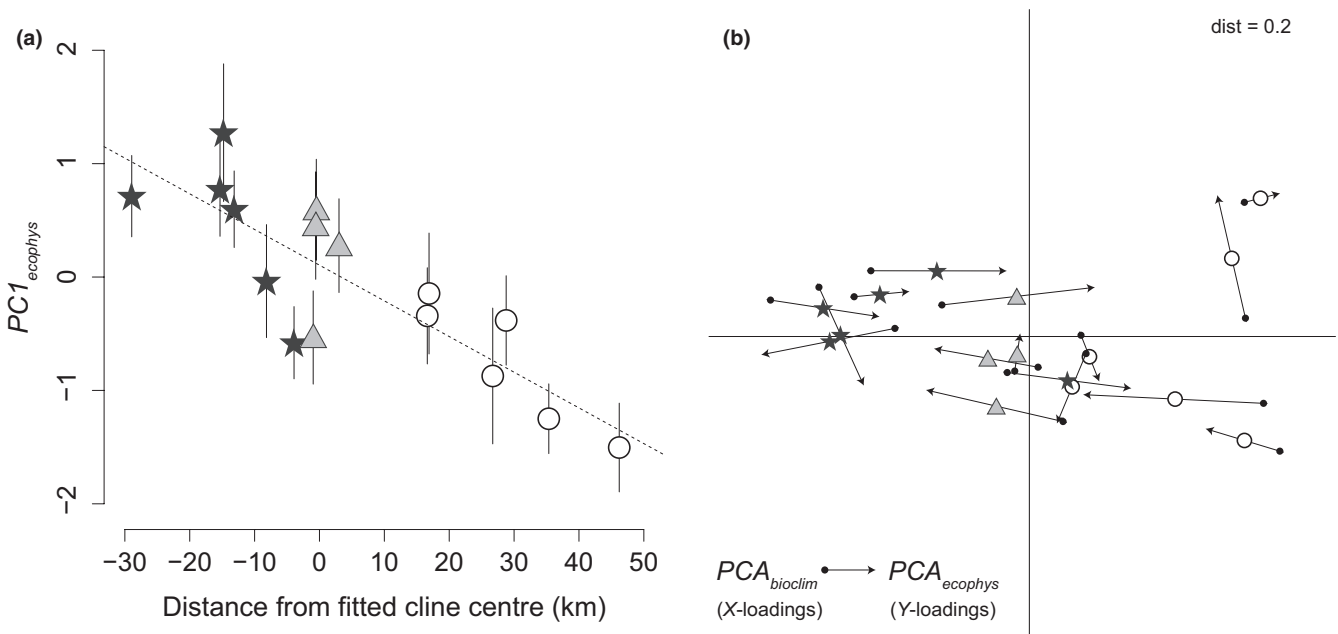 (a)
2
1
0
−1
−2
PC1ecophys
−30 −20 −10 0 10 20 30 40 50
Distance from fitted cline centre (km)
(b)
dist = 0.2
PCAbioclim PCAecophys
(X-loadings) (Y-loadings)